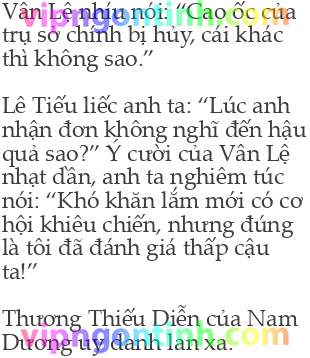 Vân Lệ nhíu nói: “Cao ốc của
trụ sở chính bị hủy, cái khác
thì không sao.”
Lê Tiếu liếc anh ta: “Lúc anh
nhận đơn không nghĩ đến hậu
quả sao?” Ý cười của Vân Lệ
nhạt dần, anh ta nghiêm túc
nói: “Khó khăn lắm mới có cơ
hội khiêu chiến, nhưng đúng
là tôi đã đánh giá thấp cậu
ta!”
Thương Thiếu Diễn của Nam
Dương uy danh lan xa.
vipngontinh.com
vipngontinh.com